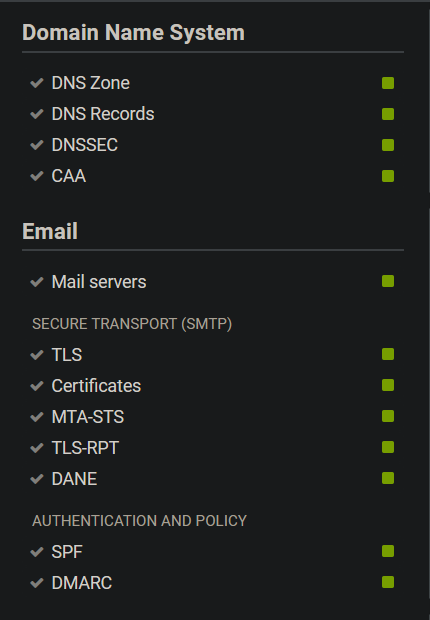 Domain Name System
DNS Zone
DNS Records
DNSSEC
CAA
Email
Mail servers
SECURE TRANSPORT (SMTP)
TLS
Certificates
MTA-STS
TLS-RPT
DANE
AUTHENTICATION AND POLICY
SPF
DMARC